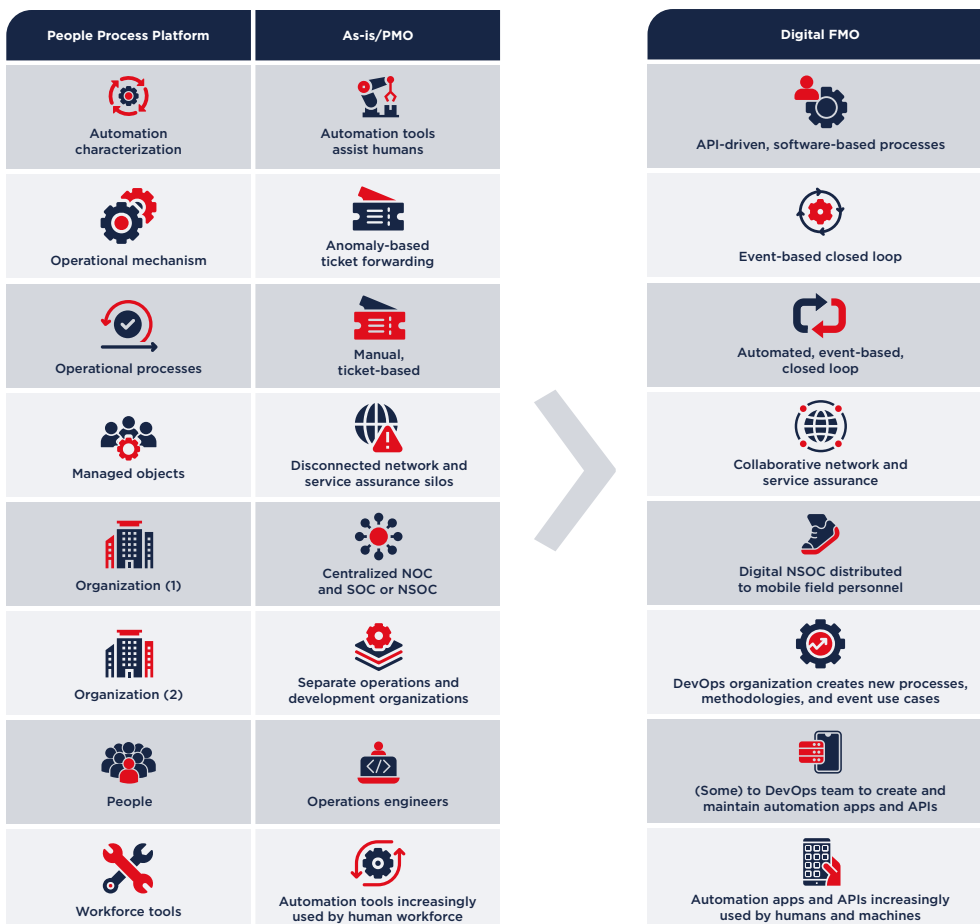 People Process Platform
As-is/PMO
Digital FMO
Automation
characterization
Automation tools
assist humans
API-driven, software-based processes
Operational mechanism
Anomaly-based
ticket forwarding
Event-based closed loop
Operational processes
Manual,
ticket-based
Automated, event-based,
closed loop
Managed objects
Disconnected network and
service assurance silos
Collaborative network and
service assurance
Organization (1)
Centralized NOC
and SOC or NSOC
Digital NSOC distributed
to mobile field personnel
Organization (2)
Separate operations and
development organizations
DevOps organization creates new processes,
methodologies, and event use cases
People
Operations engineers
(Some) to DevOps team to create and
maintain automation apps and APIs
Workforce tools
Automation tools increasingly
used by human workforce
Automation apps and APIs increasingly
used by humans and machines